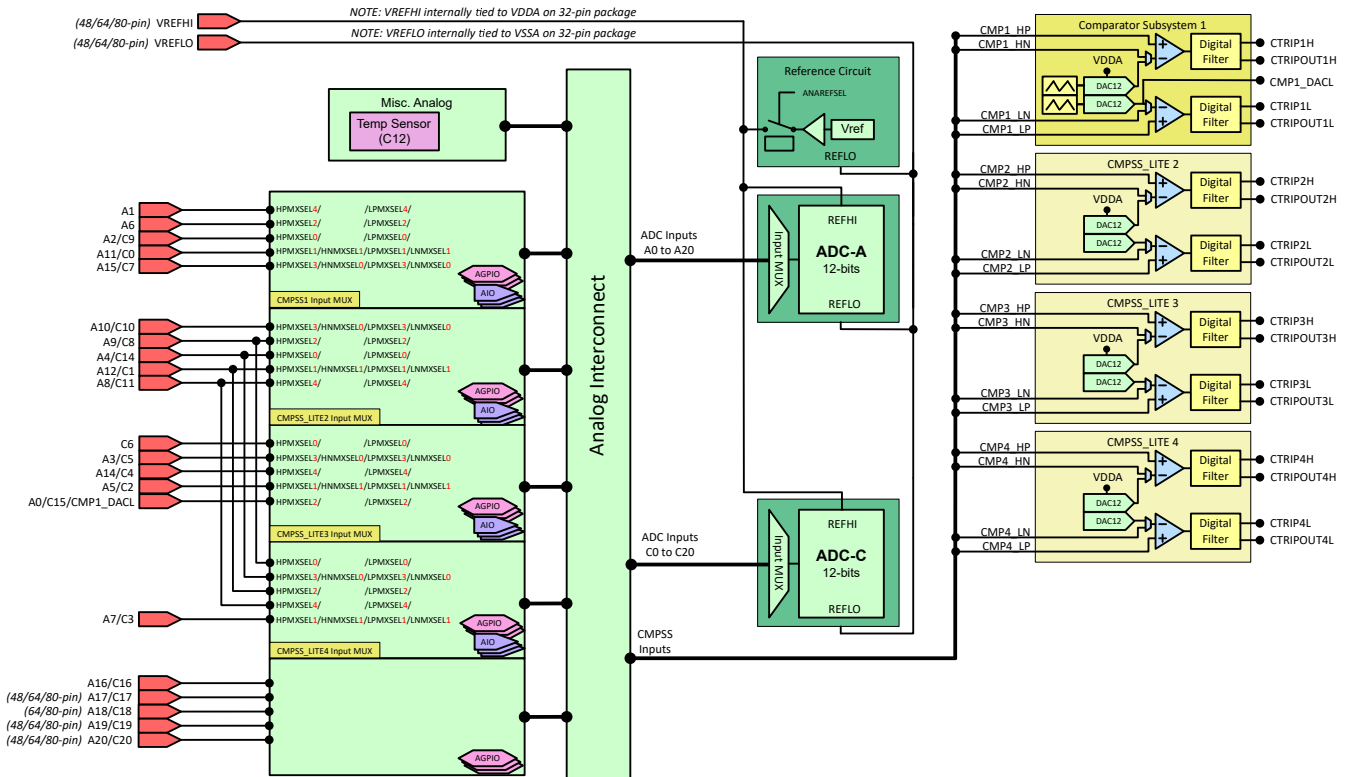 NOTE: VREFHI internally tied to VDDA on 32-pin package
(48/64/80-pin) VREFHI
NOTE: VREFLO internally tied to VSSA on 32-pin package
(48/64/80-pin) VREFLO
Misc. Analog
Temp Sensor
(C12)
A1
A6
A2/C9
A11/C0
A15/C7
HPMXSEL4/ /LPMXSEL4/
HPMXSEL2/ /LPMXSEL2/
HPMXSEL0/ /LPMXSEL0/
HPMXSEL1/HNMXSEL1/LPMXSEL1/LNMXSEL1
HPMXSEL3/HNMXSEL0/LPMXSEL3/LNMXSEL0
AGPIO
AIO
CMPSS1 Input MUX
A10/C10
A9/C8
A4/C14
A12/C1
A8/C11
HPMXSEL3/HNMXSEL0/LPMXSEL3/LNMXSEL0
HPMXSEL2/ /LPMXSEL2/
HPMXSEL0/ /LPMXSEL0/
HPMXSEL1/HNMXSEL1/LPMXSEL1/LNMXSEL1
HPMXSEL4/ /LPMXSEL4/
AGPIO
AIO
CMPSS_LITE2 Input MUX
C6
A3/C5
A14/C4
A5/C2
A0/C15/CMP1_DACL
HPMXSEL0/ /LPMXSEL0/
HPMXSEL3/HNMXSEL0/LPMXSEL3/LNMXSEL0
HPMXSEL4/ /LPMXSEL4/
HPMXSEL1/HNMXSEL1/LPMXSEL1/LNMXSEL1
HPMXSEL2/ /LPMXSEL2/
AGPIO
AIO
CMPSS_LITE3 Input MUX
HPMXSEL0/ /LPMXSEL0/
HPMXSEL3/HNMXSEL0/LPMXSEL3/LNMXSEL0
HPMXSEL2/ /LPMXSEL2/
HPMXSEL4/ /LPMXSEL4/
HPMXSEL1/HNMXSEL1/LPMXSEL1/LNMXSEL1
A7/C3
AGPIO
AIO
CMPSS_LITE4 Input MUX
A16/C16
(48/64/80-pin) A17/C17
(64/80-pin) A18/C18
(48/64/80-pin) A19/C19
(48/64/80-pin) A20/C20
AGPIO
Analog Interconnect
ADC Inputs
A0 to A20
ADC Inputs
C0 to C20
CMPSS
Inputs
Reference Circuit
ANAREFSEL
Vref
REFLO
Input MUX
REFHI
ADC-A
12-bits
REFLO
Input MUX
REFHI
ADC-C
12-bits
REFLO
Comparator Subsystem 1
CMP1_HP
CMP1_HN
VDDA
DAC12
DAC12
CMP1_LN
CMP1_LP
Digital
Filter
Digital
Filter
CTRIP1H
CTRIPOUT1H
CMP1_DACL
CTRIP1L
CTRIPOUT1L
CMPSS_LITE 2
CMP2_HP
CMP2_HN
VDDA
DAC12
DAC12
CMP2_LN
CMP2_LP
Digital
Filter
Digital
Filter
CTRIP2H
CTRIPOUT2H
CTRIP2L
CTRIPOUT2L
CMPSS_LITE 3
CMP3_HP
CMP3_HN
VDDA
DAC12
DAC12
CMP3_LN
CMP3_LP
Digital
Filter
Digital
Filter
CTRIP3H
CTRIPOUT3H
CTRIP3L
CTRIPOUT3L
CMPSS_LITE 4
CMP4_HP
CMP4_HN
VDDA
DAC12
DAC12
CMP4_LN
CMP4_LP
Digital
Filter
Digital
Filter
CTRIP4H
CTRIPOUT4H
CTRIP4L
CTRIPOUT4L